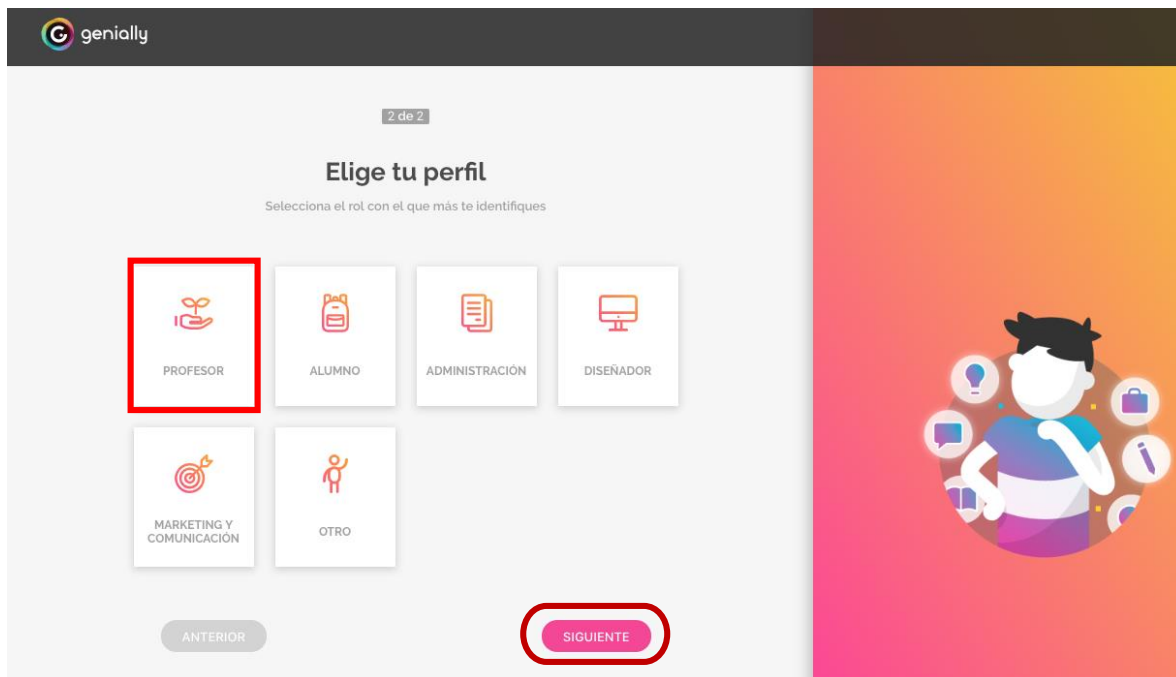 genially
2 de 2
Elige tu perfil
Selecciona el rol con el que más te identifiques
PROFESOR
ALUMNO
ADMINISTRACIÓN
DISEÑADOR
MARKETING Y
COMUNICACIÓN
OTRO
ANTERIOR
SIGUIENTE